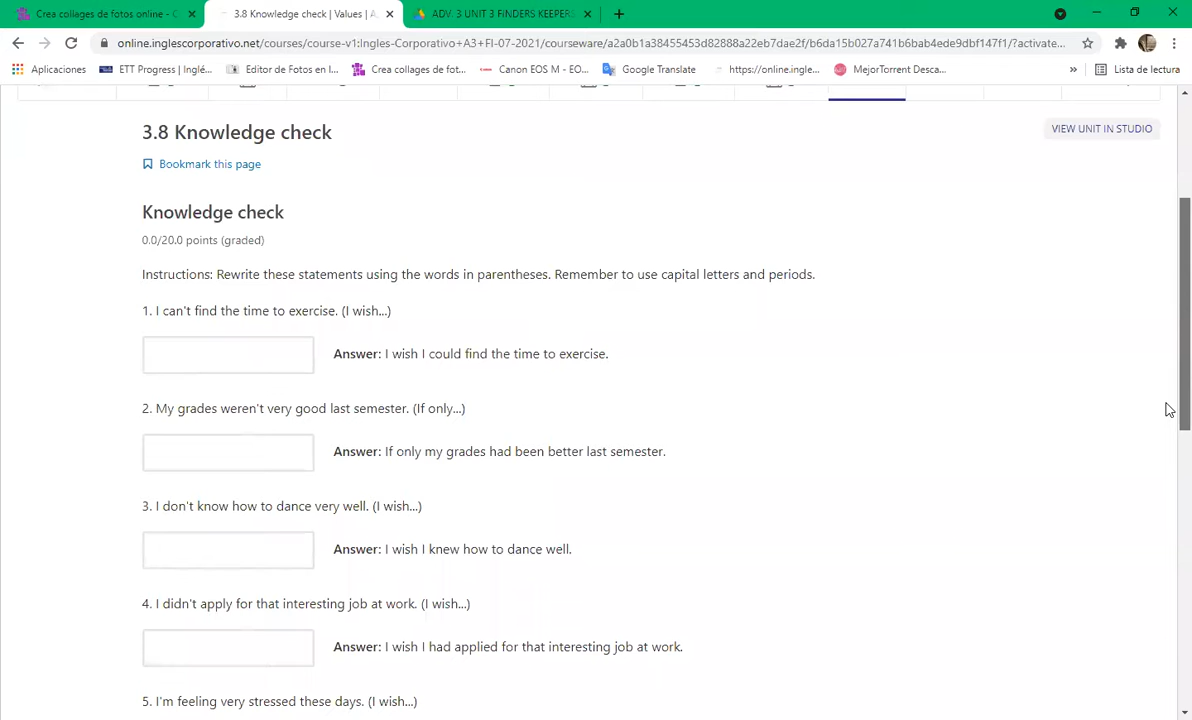 Crea collages de fotos online - C
3.8 Knowledge check | Values | A
ADV. 3 UNIT 3 FINDERS KEEPERS
online.inglescorporativo.net/courses/course-v1:Ingles-Corporativo+A3+FI-07-2021/courseware/a2a0b1a38455453d82888a22eb7dae2f/b6da15b027a741b6bab4ede9dbf147f1/?activate...
Aplicaciones
ETT Progress | Inglé...
Editor de Fotos en l...
Crea collages de fot...
Canon EOS M - EO...
Google Translate
https://online.ingle...
MejorTorrent Desca...
»
Lista de lectura
3.8 Knowledge check
VIEW UNIT IN STUDIO
Bookmark this page
Knowledge check
0.0/20.0 points (graded)
Instructions: Rewrite these statements using the words in parentheses. Remember to use capital letters and periods.
1. I can't find the time to exercise. (I wish...)
Answer: I wish I could find the time to exercise.
2. My grades weren't very good last semester. (If only...)
Answer: If only my grades had been better last semester.
3. I don't know how to dance very well. (I wish...)
Answer: I wish I knew how to dance well.
4. I didn't apply for that interesting job at work. (I wish...)
Answer: I wish I had applied for that interesting job at work.
5. I'm feeling very stressed these days. (I wish...)